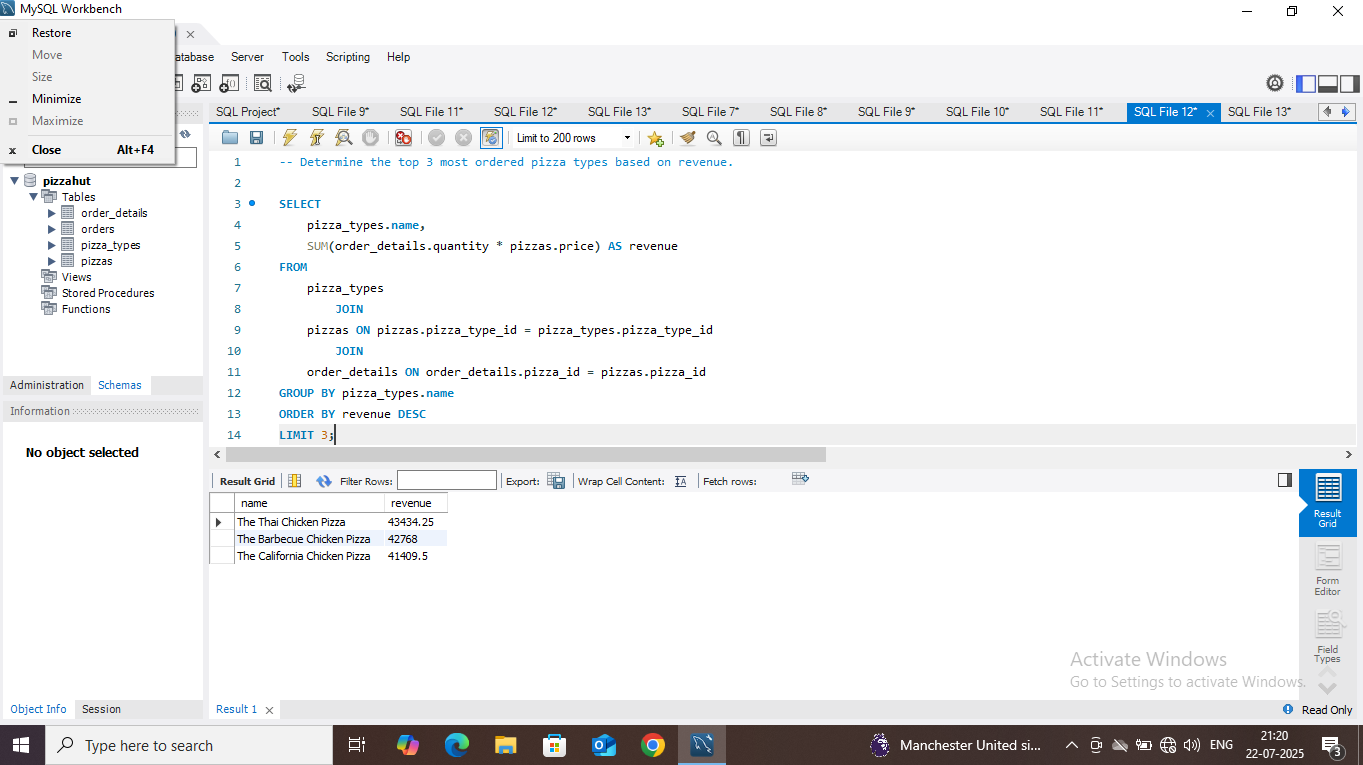 MySQL Workbench
Restore
Move
Size
Minimize
Maximize
Close Alt+F4
atabase Server Tools Scripting Help
SQL Project* SQL File 9* SQL File 11* SQL File 12* SQL File 13* SQL File 7* SQL File 8* SQL File 9* SQL File 10* SQL File 11* SQL File 12* SQL File 13*
Limit to 200 rows
pizzahut
Tables
order_details
orders
pizza_types
pizzas
Views
Stored Procedures
Functions
Administration Schemas
Information
No object selected
Object Info Session
1 -- Determine the top 3 most ordered pizza types based on revenue.
2
3 SELECT
4 pizza_types.name,
5 SUM(order_details.quantity * pizzas.price) AS revenue
6 FROM
7 pizza_types
8 JOIN
9 pizzas ON pizzas.pizza_type_id = pizza_types.pizza_type_id
10 JOIN
11 order_details ON order_details.pizza_id = pizzas.pizza_id
12 GROUP BY pizza_types.name
13 ORDER BY revenue DESC
14 LIMIT 3;
Result Grid Filter Rows: Export: Wrap Cell Content: Fetch rows:
name revenue
The Thai Chicken Pizza 43434.25
The Barbecue Chicken Pizza 42768
The California Chicken Pizza 41409.5
Result
Grid
Form
Editor
Field
Types
Activate Windows
Go to Settings to activate Windows.
Result 1
Read Only
Type here to search
Manchester United si...
ENG
21:20
22-07-2025
3